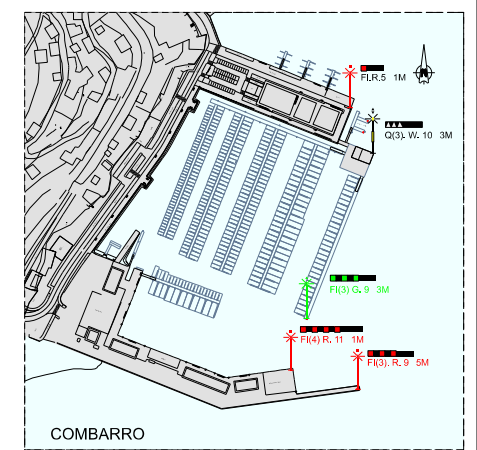 Fl.R.5 1M
N
Q(3). W. 10 3M
Fl(3) G. 9 3M
Fl(4) R. 11 1M
Fl(3). R. 9 5M
COMBARRO